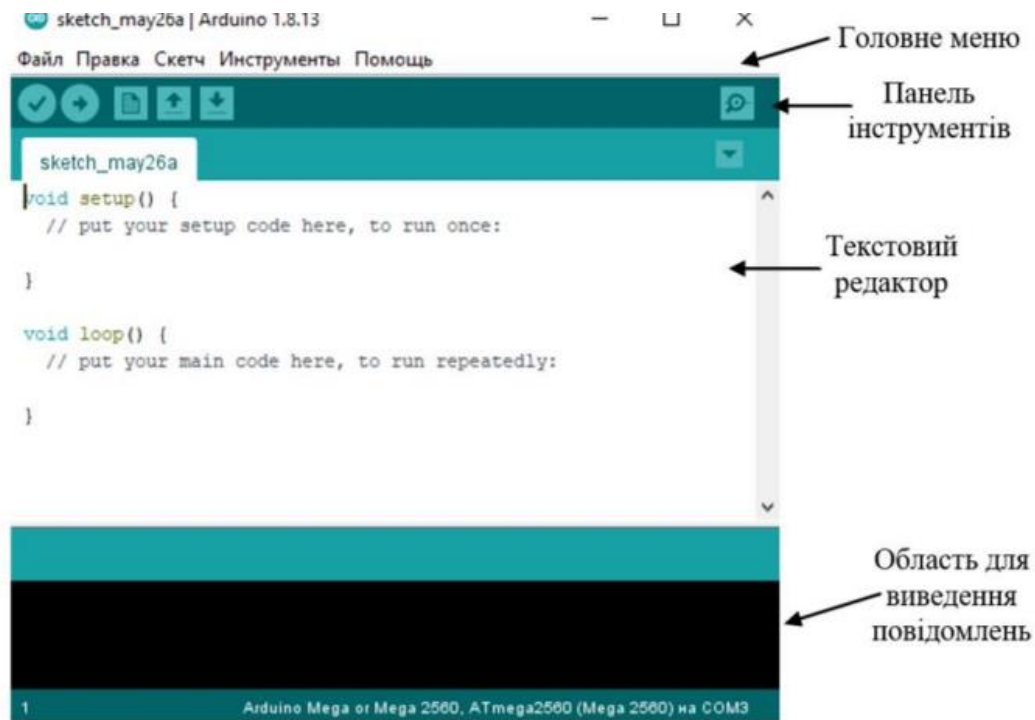 sketch_may26a | Arduino 1.8.13
Файл Правка Скетч Инструменты Помощь
Головне меню
Панель
інструментів
sketch_may26a
void setup() {
// put your setup code here, to run once:
}
void loop() {
// put your main code here, to run repeatedly:
}
Текстовий
редактор
Область для
виведення
повідомлень
1
Arduino Mega or Mega 2560, ATmega2560 (Mega 2560) на COM3